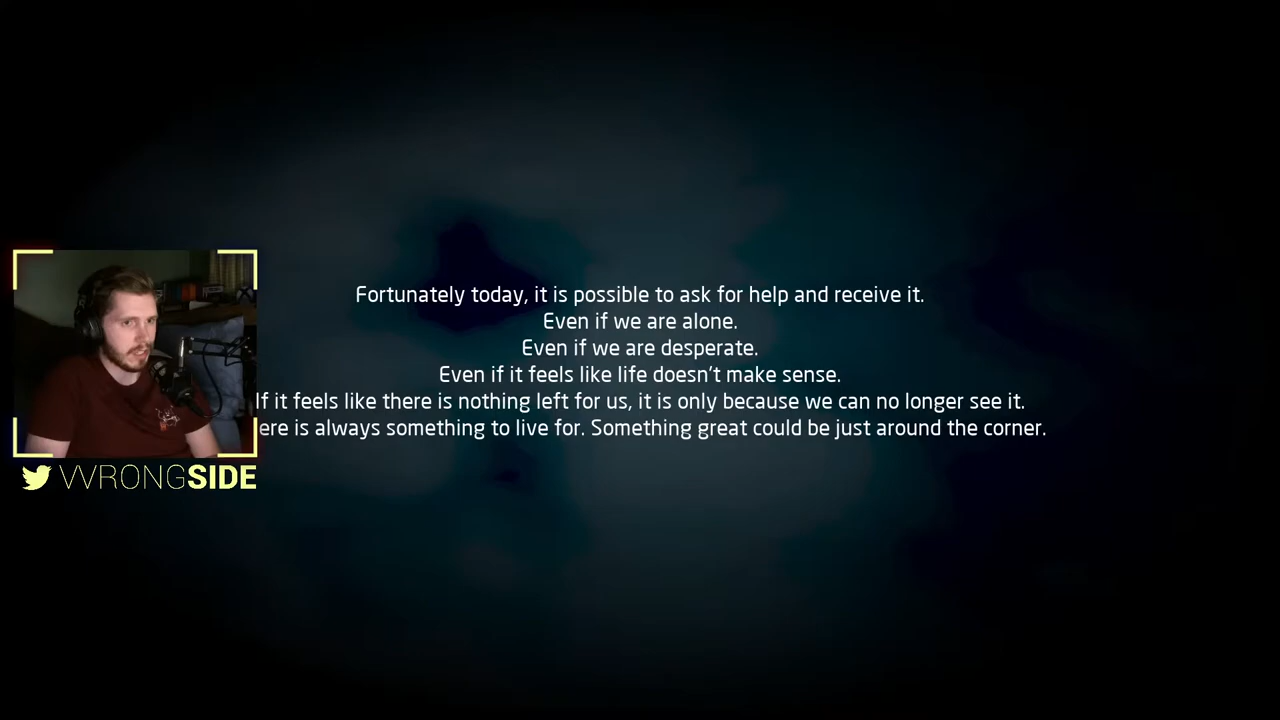 Fortunately today, it is possible to ask for help and receive it.
Even if we are alone.
Even if we are desperate.
Even if it feels like life doesn't make sense.
If it feels like there is nothing left for us, it is only because we can no longer see it.
ere is always something to live for. Something great could be just around the corner.
VVRONGSIDE